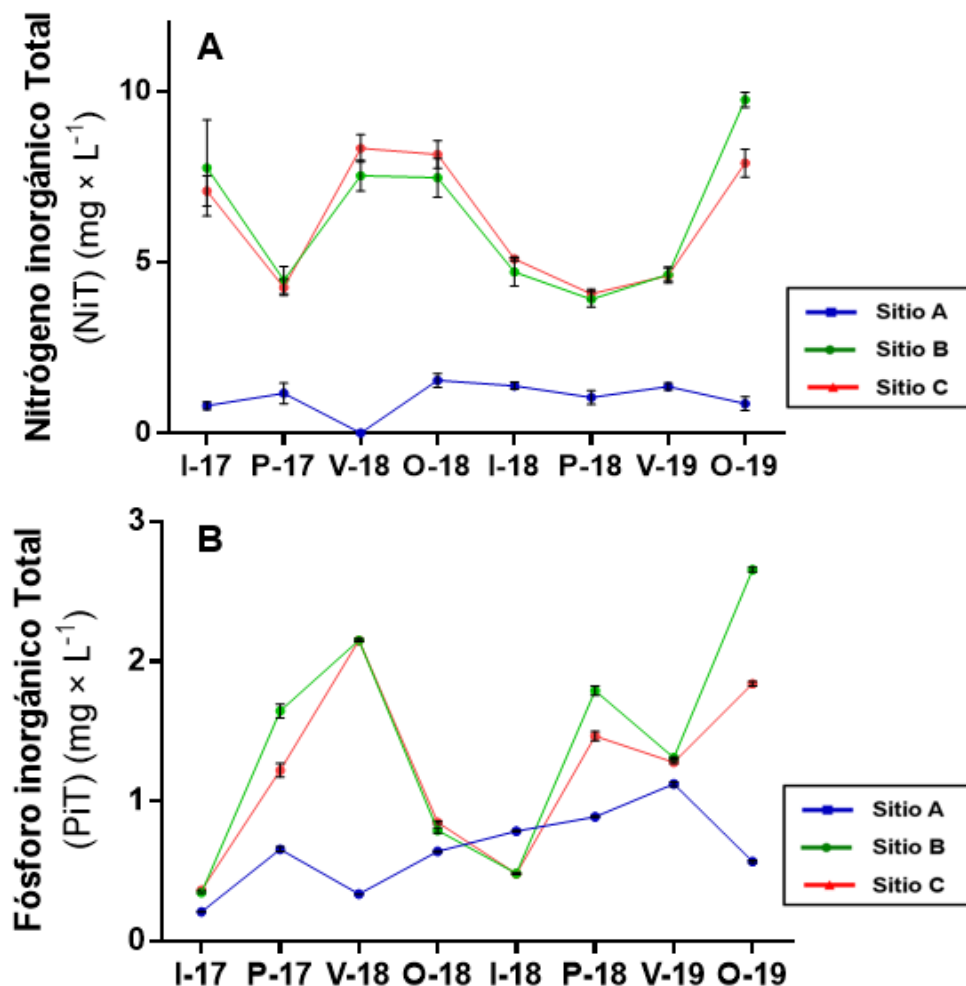 A
Nitrógeno inorgánico Total
(NiT) (mg × L⁻¹)
10
5
0
I-17 P-17 V-18 O-18 I-18 P-18 V-19 O-19
Sitio A
Sitio B
Sitio C
B
Fósforo inorgánico Total
(PiT) (mg × L⁻¹)
3
2
1
0
I-17 P-17 V-18 O-18 I-18 P-18 V-19 O-19
Sitio A
Sitio B
Sitio C